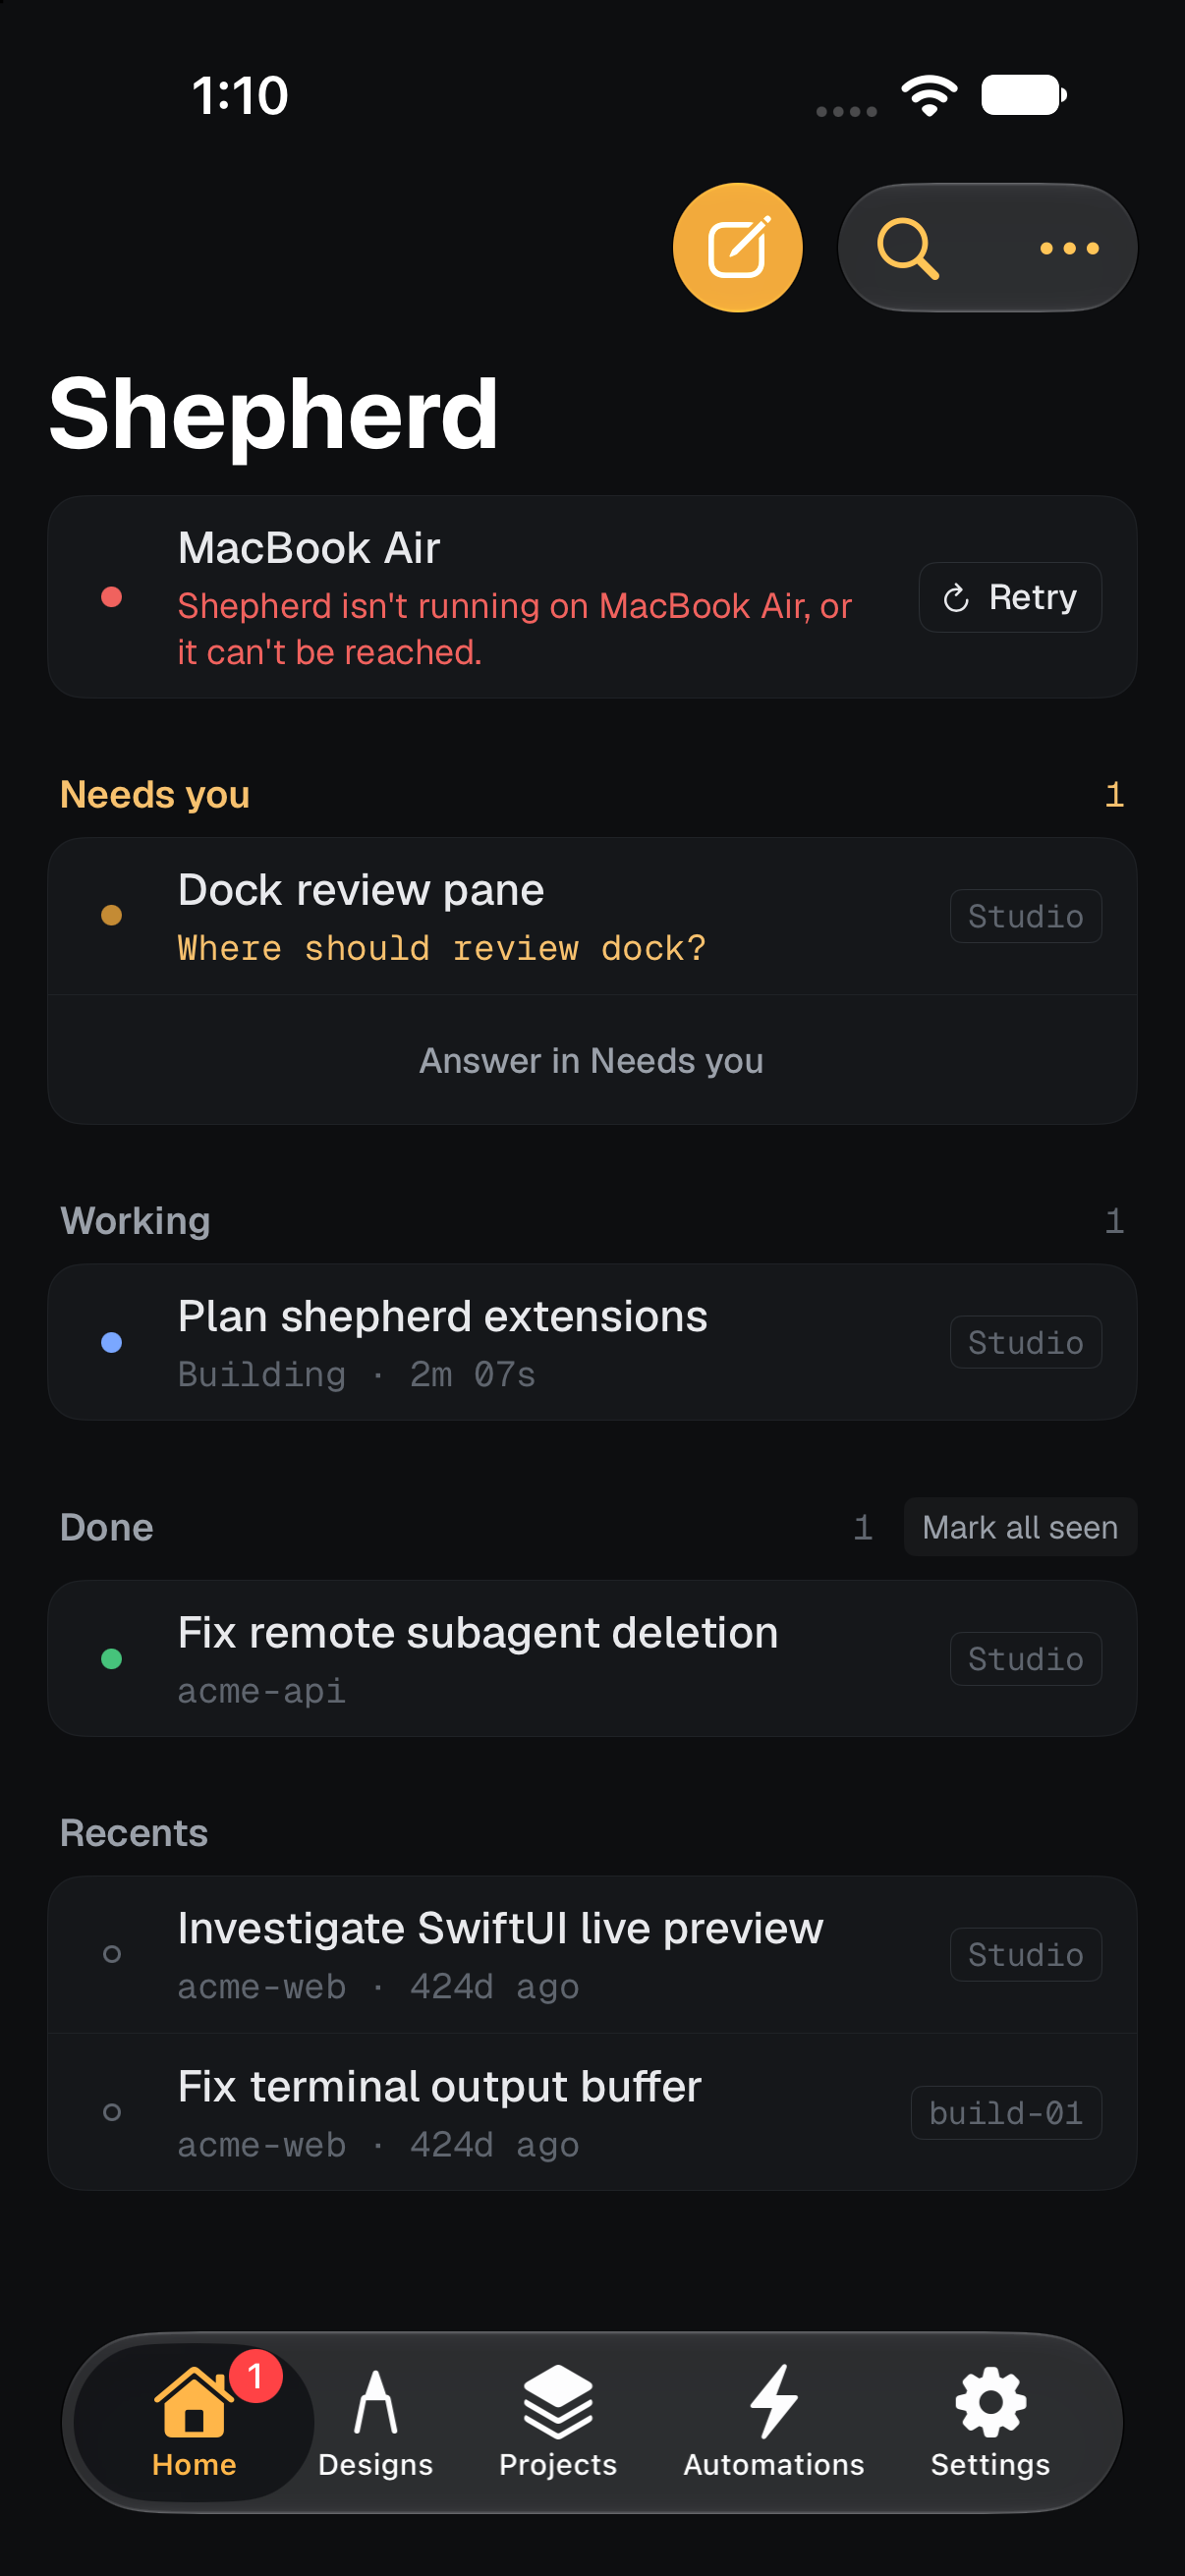 1:10
Shepherd
MacBook Air
Shepherd isn't running on MacBook Air, or
it can't be reached.
Retry
Needs you 1
Dock review pane
Where should review dock?
Studio
Answer in Needs you
Working 1
Plan shepherd extensions
Building · 2m 07s
Studio
Done 1 Mark all seen
Fix remote subagent deletion
acme-api
Studio
Recents
Investigate SwiftUI live preview
acme-web · 424d ago
Studio
Fix terminal output buffer
acme-web · 424d ago
build-01
1
Home Designs Projects Automations Settings